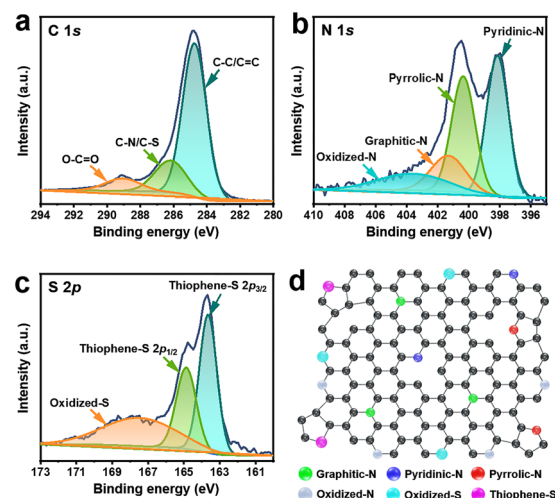 a
C 1s
C-C/C=C
C-N/C-S
O-C=O
Intensity (a.u.)
294 292 290 288 286 284 282 280
Binding energy (eV)
b
N 1s
Pyridinic-N
Pyrrolic-N
Graphitic-N
Oxidized-N
Intensity (a.u.)
410 408 406 404 402 400 398 396
Binding energy (eV)
c
S 2p
Thiophene-S 2p3/2
Thiophene-S 2p1/2
Oxidized-S
Intensity (a.u.)
173 171 169 167 165 163 161
Binding energy (eV)
d
Graphitic-N Pyridinic-N Pyrrolic-N
Oxidized-N Oxidized-S Thiophene-S